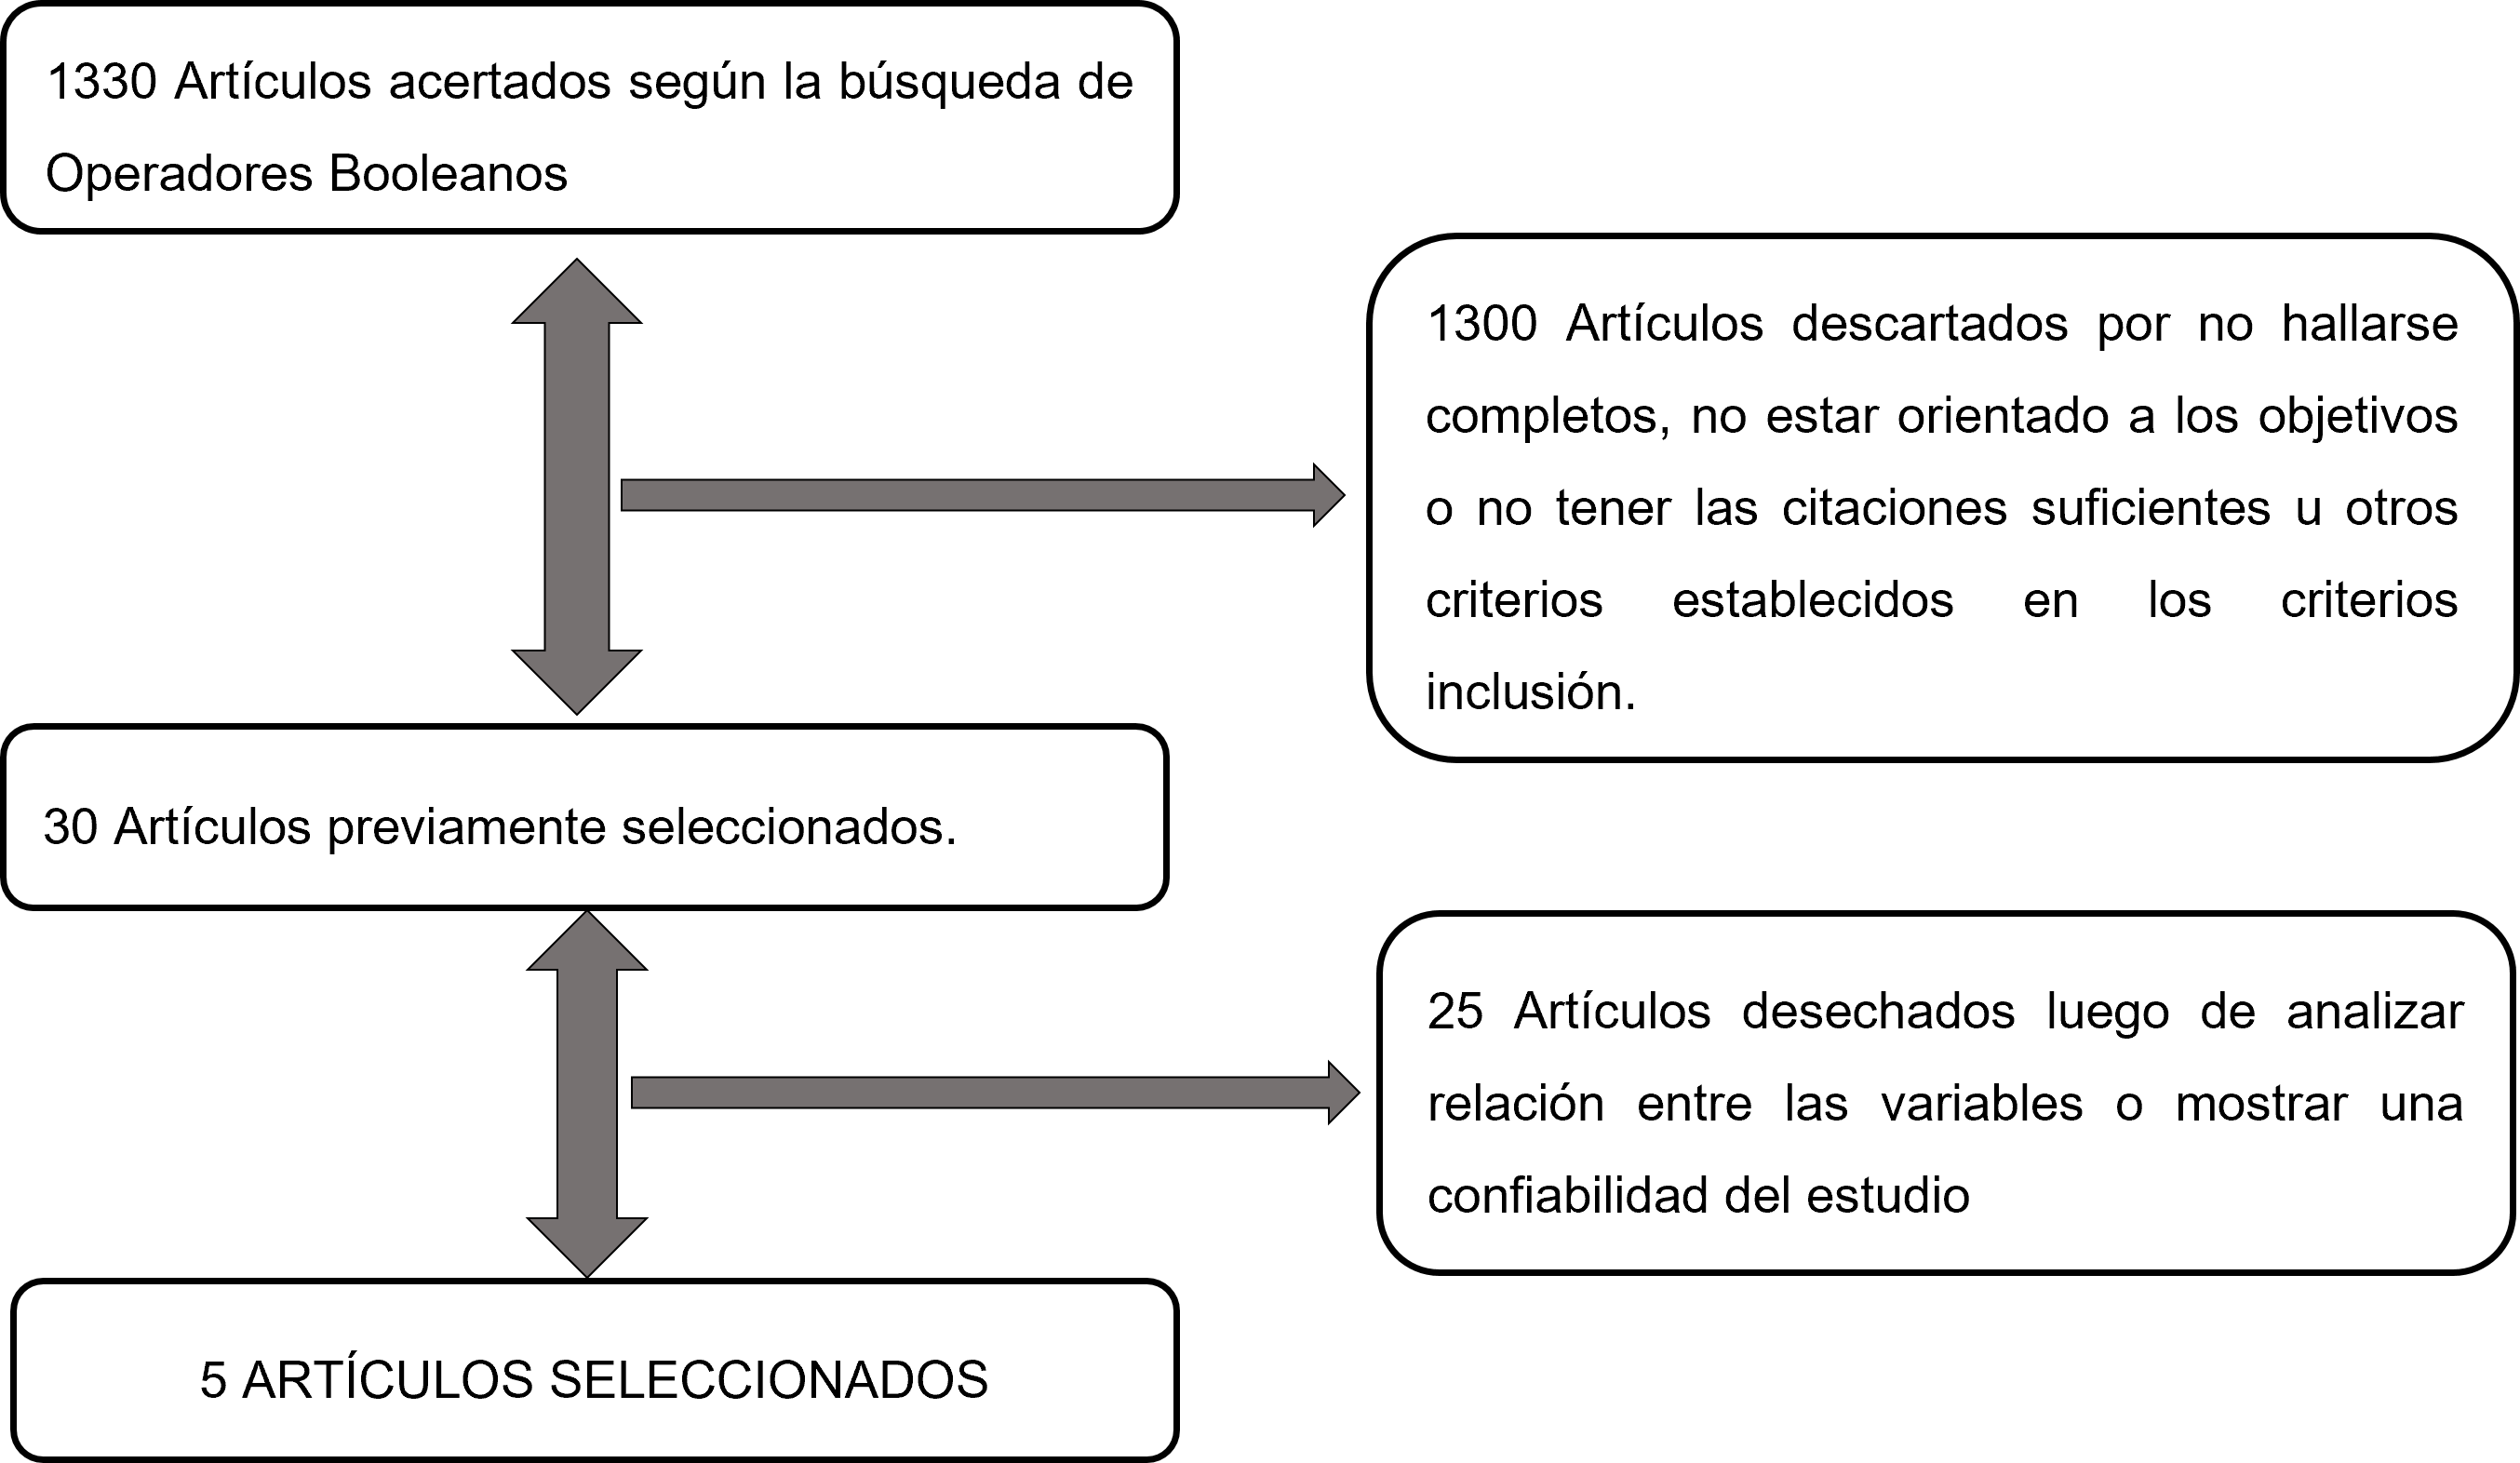 1330 Artículos acertados según la búsqueda de
Operadores Booleanos
1300 Artículos descartados por no hallarse
completos, no estar orientado a los objetivos
o no tener las citaciones suficientes u otros
criterios establecidos en los criterios
inclusión.
30 Artículos previamente seleccionados.
25 Artículos desechados luego de analizar
relación entre las variables o mostrar una
confiabilidad del estudio
5 ARTÍCULOS SELECCIONADOS